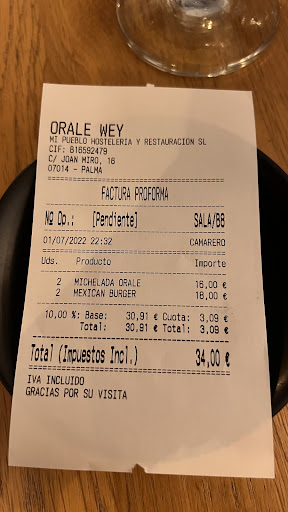 ORALE WEY
MI PUEBLO HOSTELERIA Y RESTAURACION SL
CIF: B16592479
C/ JOAN MIRO, 16
07014 - PALMA
FACTURA PROFORMA
Nº Op.: [Pendiente] SALA/B6
01/07/2022 22:32 CAMARERO
Uds. Producto Importe
2 MICHELADA ORALE 16,00 €
2 MEXICAN BURGER 18,00 €
10,00 %: Base: 30,91 € Cuota: 3,09 €
Total: 30,91 € Total: 3,09 €
Total (Impuestos Incl.) 34,00 €
IVA INCLUIDO
GRACIAS POR SU VISITA